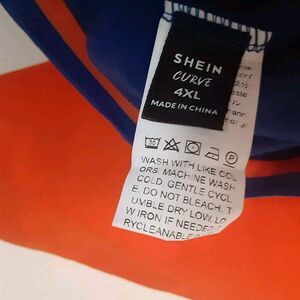 SHEIN
CURVE
4XL
MADE IN CHINA
WASH WITH LIKE COL
ORS. MACHINE WASH
COLD. GENTLE CYCL
E. DO NOT BLEACH. T
UMBLE DRY LOW. LO
W IRON IF NEEDED.
RYCLEANABLE